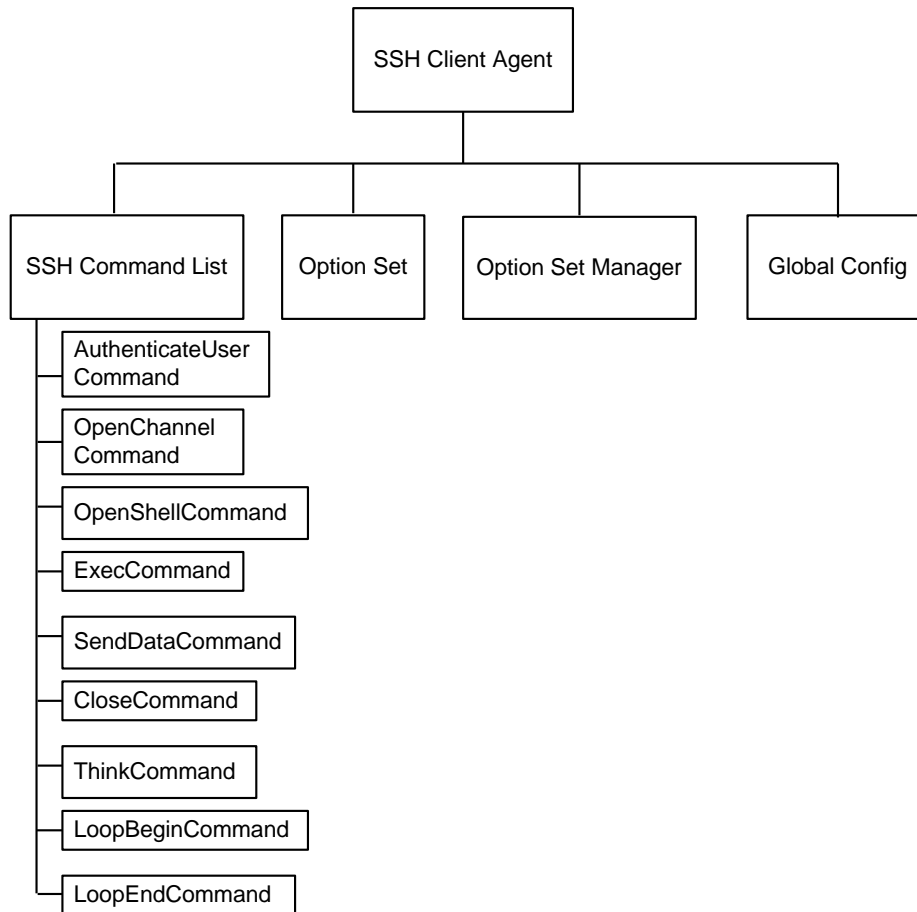 SSH Client Agent
SSH Command List
Option Set
Option Set Manager
Global Config
AuthenticateUser
Command
OpenChannel
Command
OpenShellCommand
ExecCommand
SendDataCommand
CloseCommand
ThinkCommand
LoopBeginCommand
LoopEndCommand